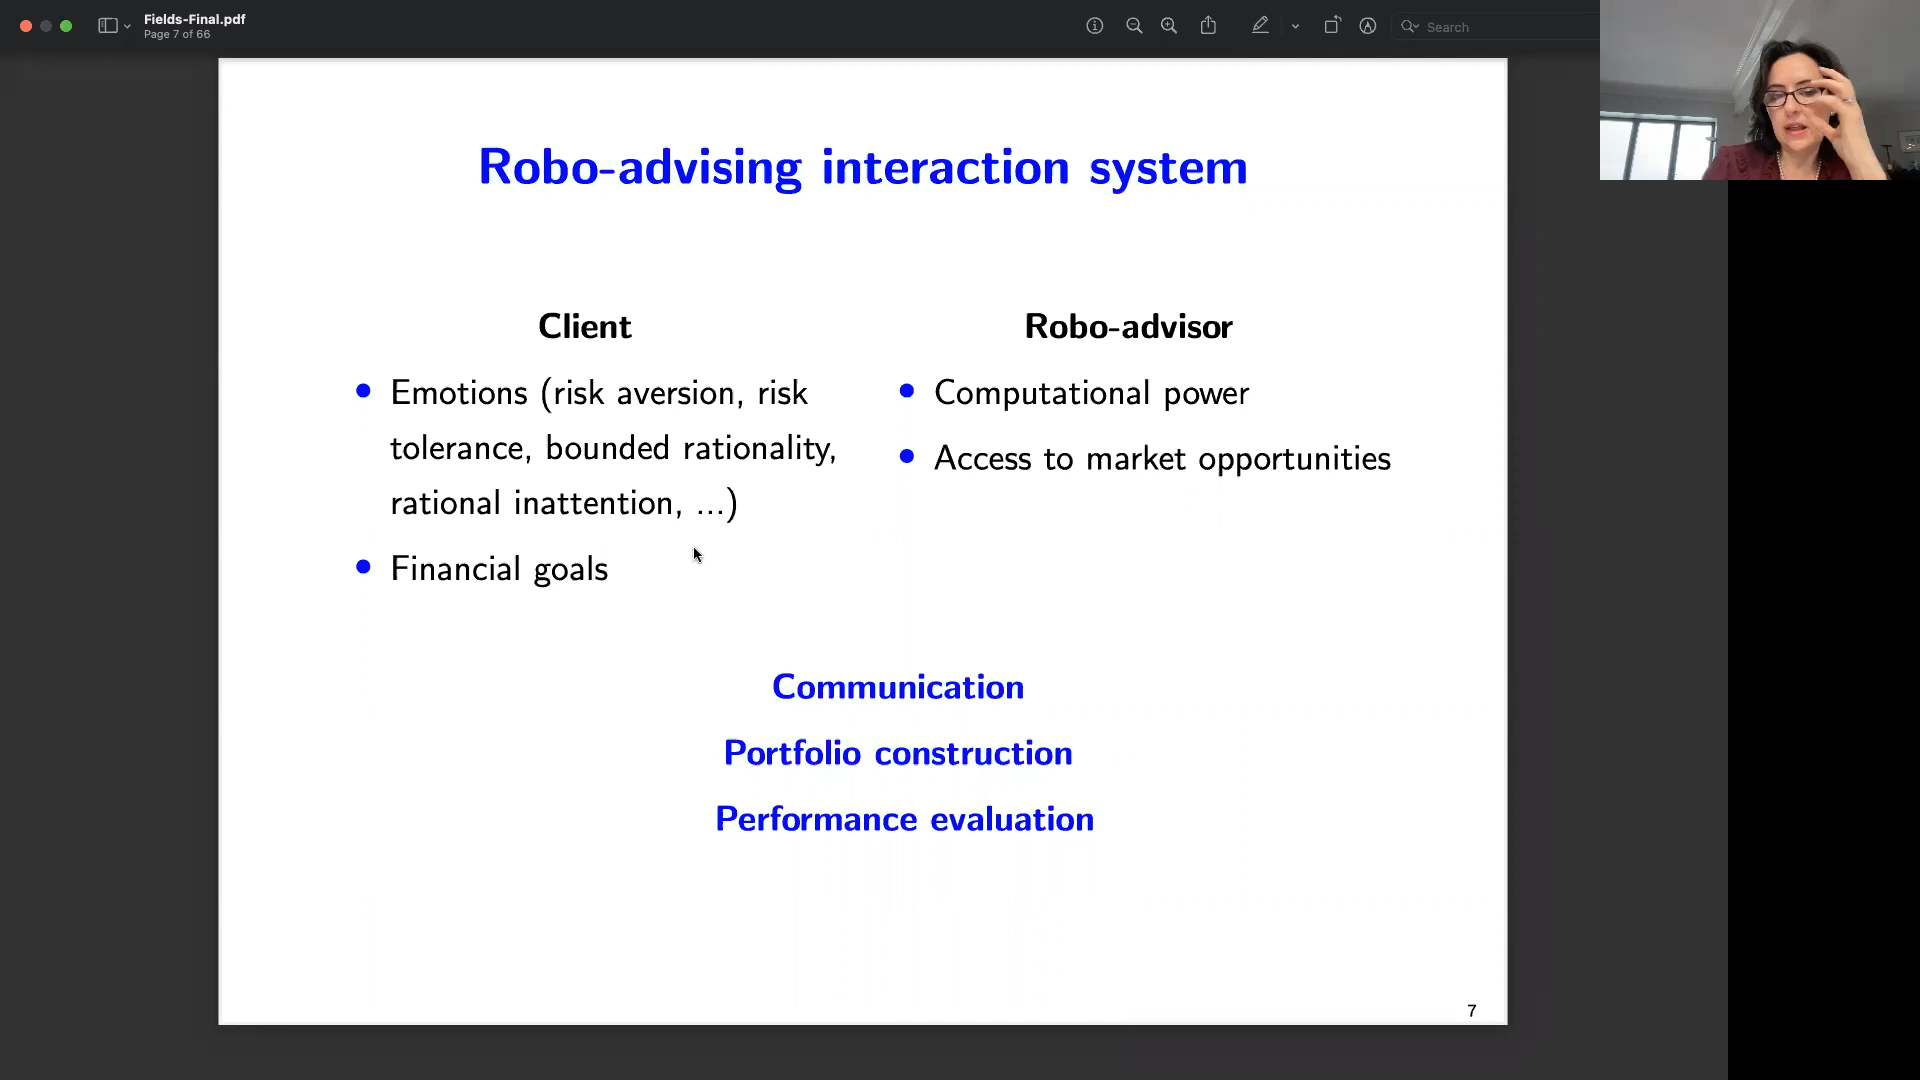 Fields-Final.pdf
Page 7 of 66
Search
Robo-advising interaction system
Client
• Emotions (risk aversion, risk
tolerance, bounded rationality,
rational inattention, ...)
• Financial goals
Robo-advisor
• Computational power
• Access to market opportunities
Communication
Portfolio construction
Performance evaluation
7